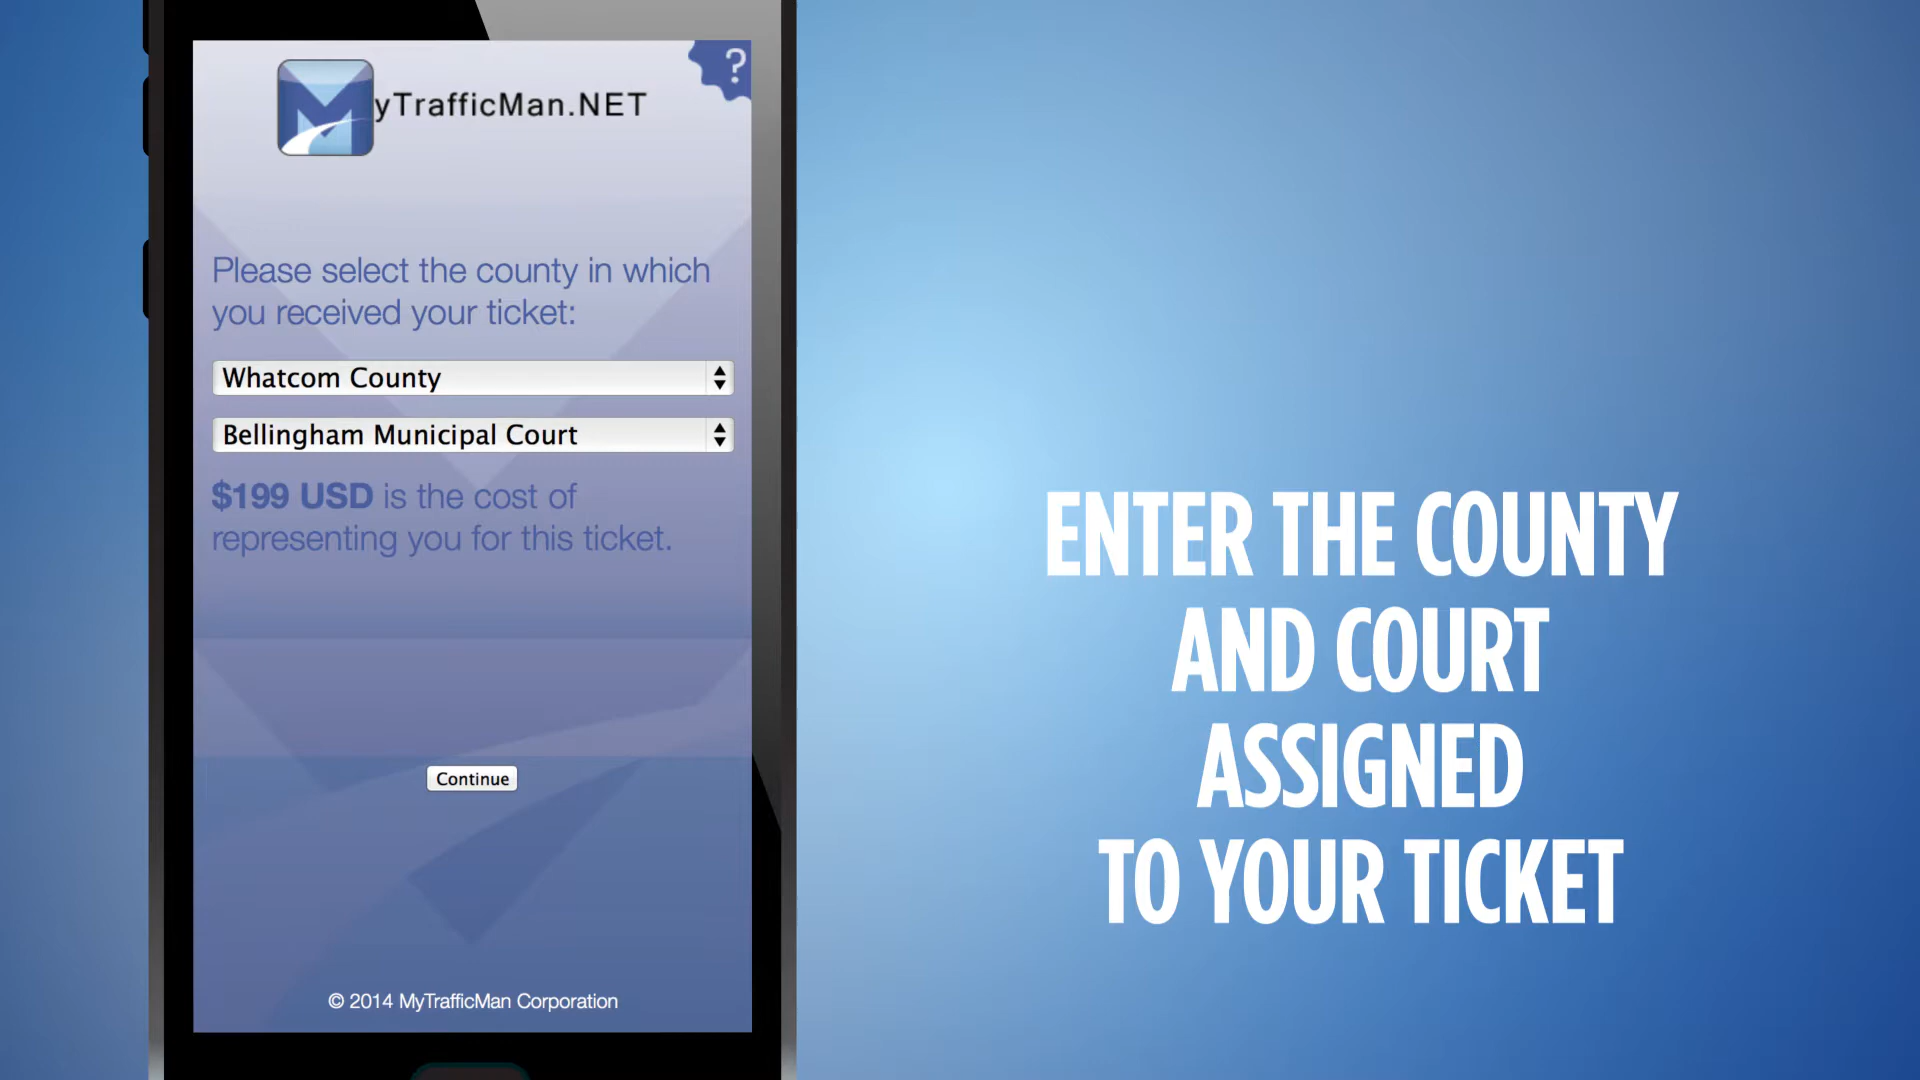 ?
MyTrafficMan.NET
Please select the county in which
you received your ticket:
Whatcom County
Bellingham Municipal Court
$199 USD is the cost of
representing you for this ticket.
Continue
© 2014 MyTrafficMan Corporation
ENTER THE COUNTY
AND COURT
ASSIGNED
TO YOUR TICKET